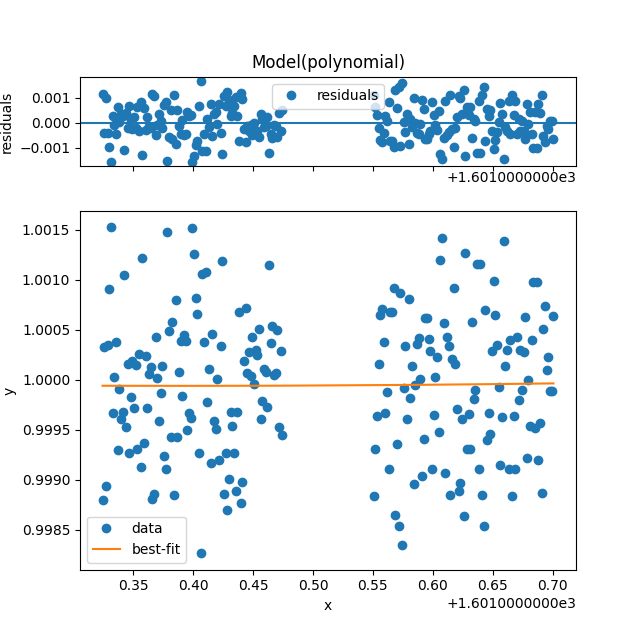 Model(polynomial)
residuals
0.001
0.000
−0.001
residuals
+1.6010000000e3
y
1.0015
1.0010
1.0005
1.0000
0.9995
0.9990
0.9985
data
best-fit
0.35 0.40 0.45 0.50 0.55 0.60 0.65 0.70
x
+1.6010000000e3